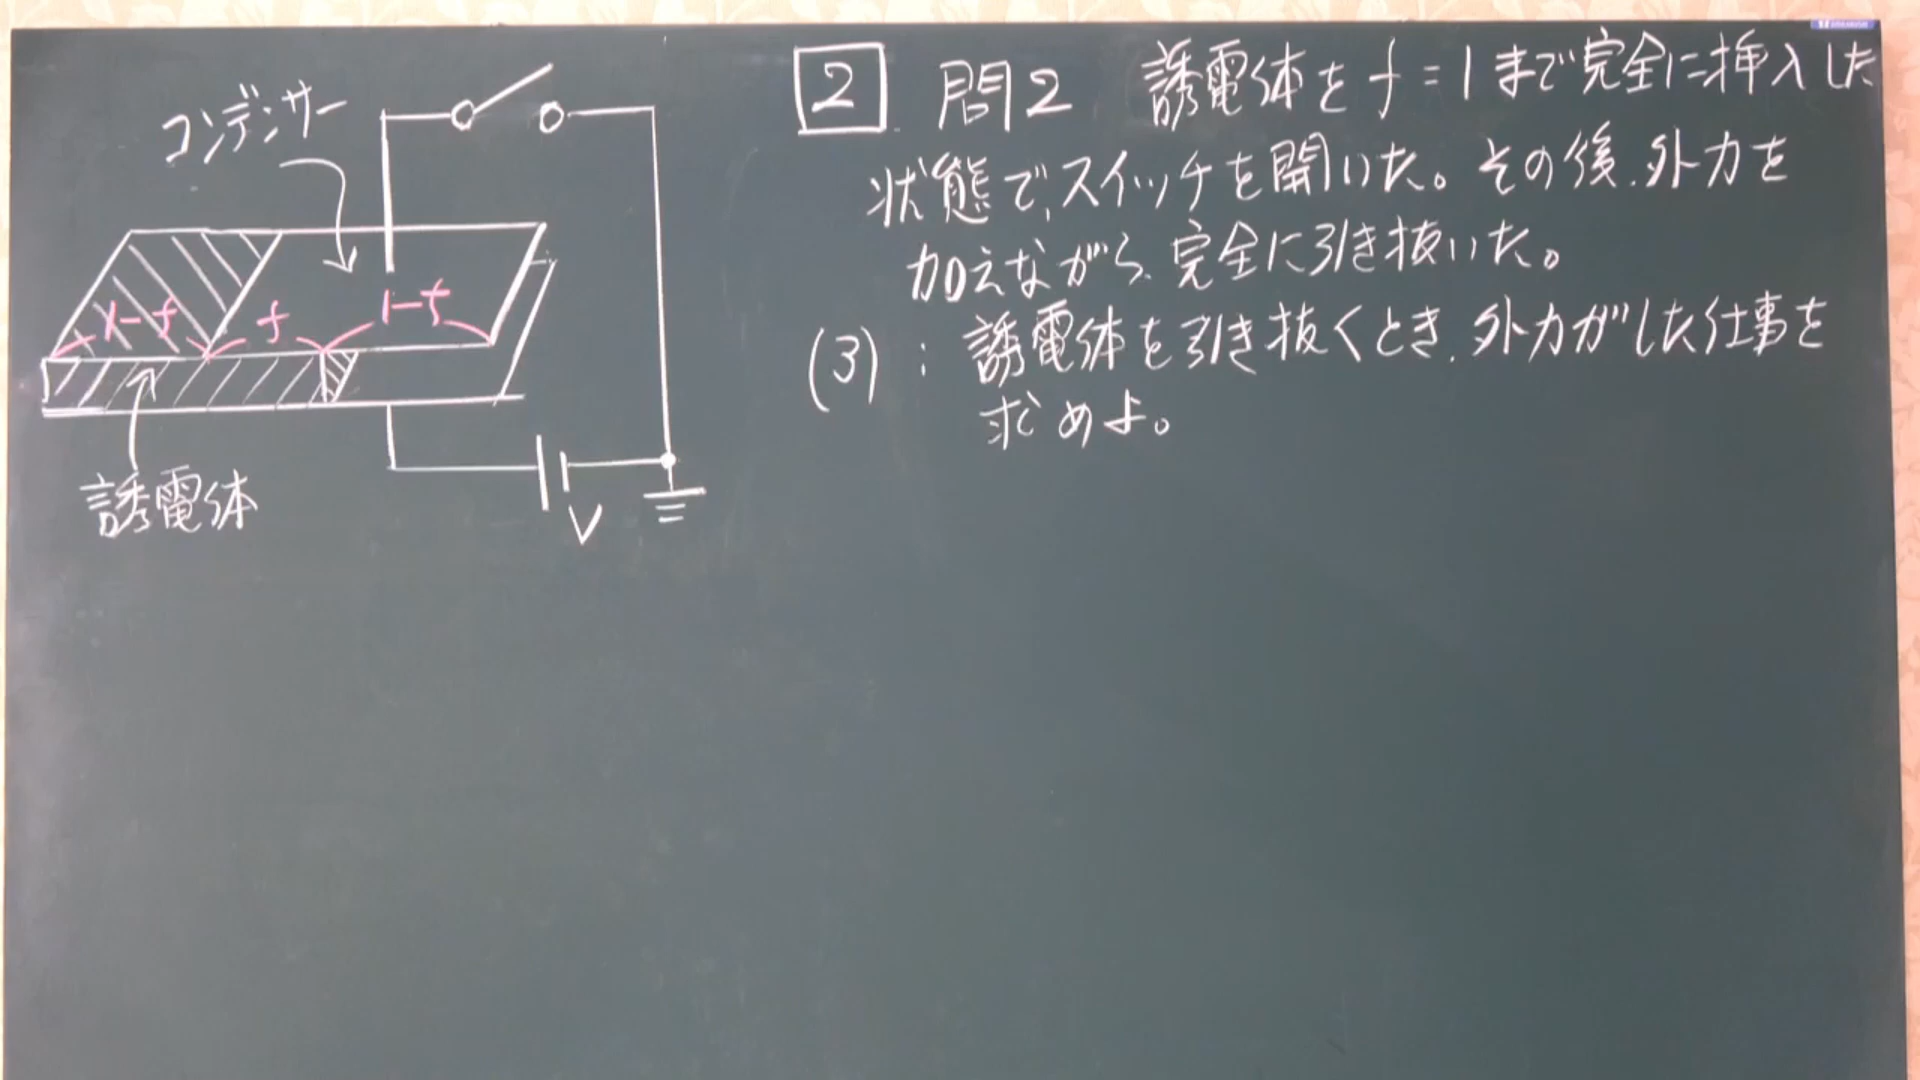 コンデンサー
1-f
f
1-f
誘電体
V
2 問2 誘電体をf=1まで完全に挿入した
状態で、スイッチを開いた。その後、外力を
加えながら、完全に引き抜いた。
(3):誘電体を引き抜くとき、外力がした仕事を
求めよ。